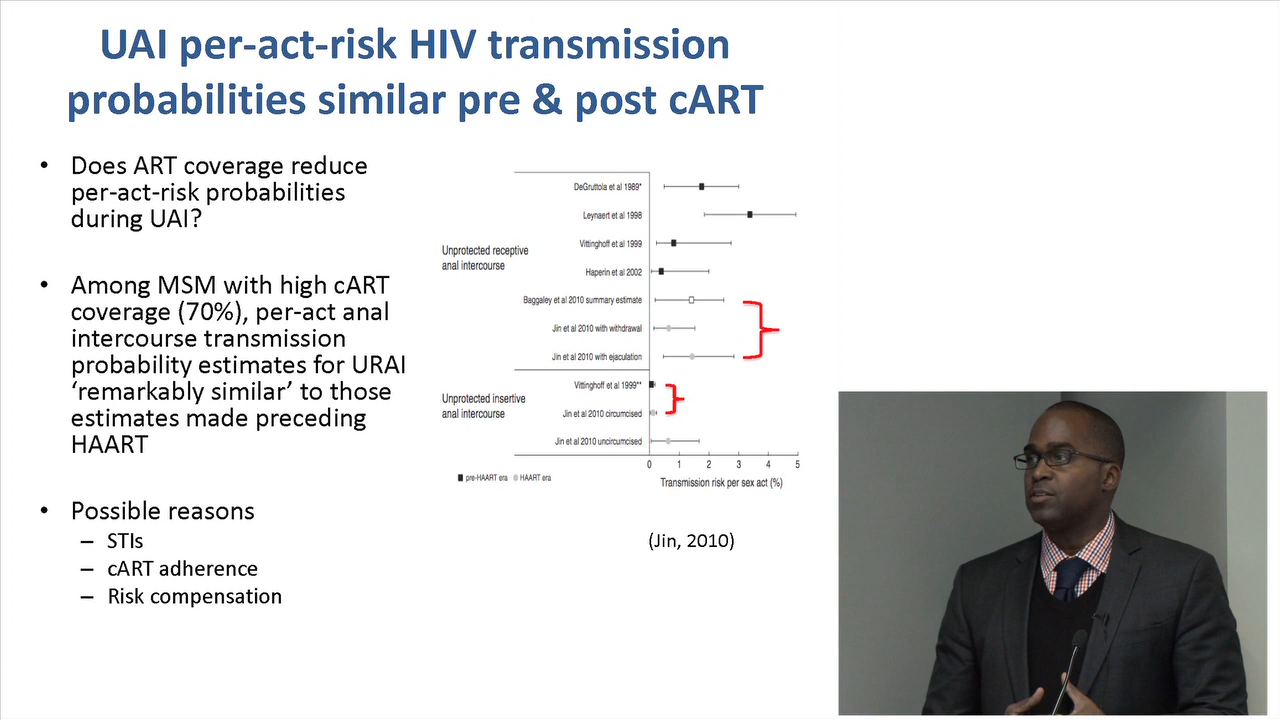 UAI per-act-risk HIV transmission
probabilities similar pre & post cART
• Does ART coverage reduce
per-act-risk probabilities
during UAI?
• Among MSM with high cART
coverage (70%), per-act anal
intercourse transmission
probability estimates for URAI
‘remarkably similar’ to those
estimates made preceding
HAART
• Possible reasons
– STIs
– cART adherence
– Risk compensation
Unprotected receptive
anal intercourse
DeGruttola et al 1989*
Leynaert et al 1998
Vittinghoff et al 1999
Haperin et al 2002
Baggaley et al 2010 summary estimate
Jin et al 2010 with withdrawal
Jin et al 2010 with ejaculation
Unprotected insertive
anal intercourse
Vittinghoff et al 1999**
Jin et al 2010 circumcised
Jin et al 2010 uncircumcised
0 1 2 3 4 5
Transmission risk per sex act (%)
pre-HAART era HAART era
(Jin, 2010)